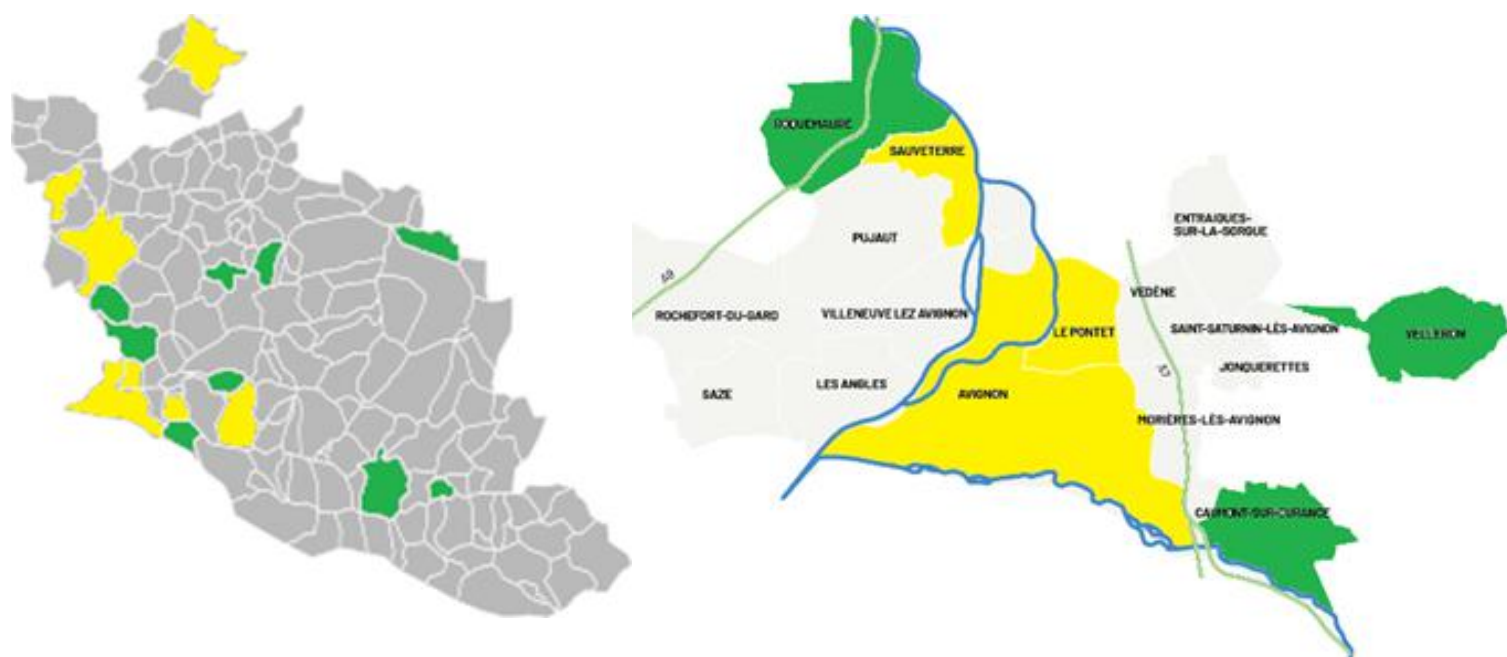 ROQUEMAURE
SAUVETERRE
ENTRAIGUES-
SUR-LA-SORGUE
PUJAUT
A9
VEDÈNE
ROCHEFORT-DU-GARD
VILLENEUVE LEZ AVIGNON
LE PONTET
SAINT-SATURNIN-LÈS-AVIGNON
VELLERON
JONQUERETTES
LES ANGLES
SAZE
AVIGNON
MORIÈRES-LÈS-AVIGNON
CAUMONT-SUR-DURANCE